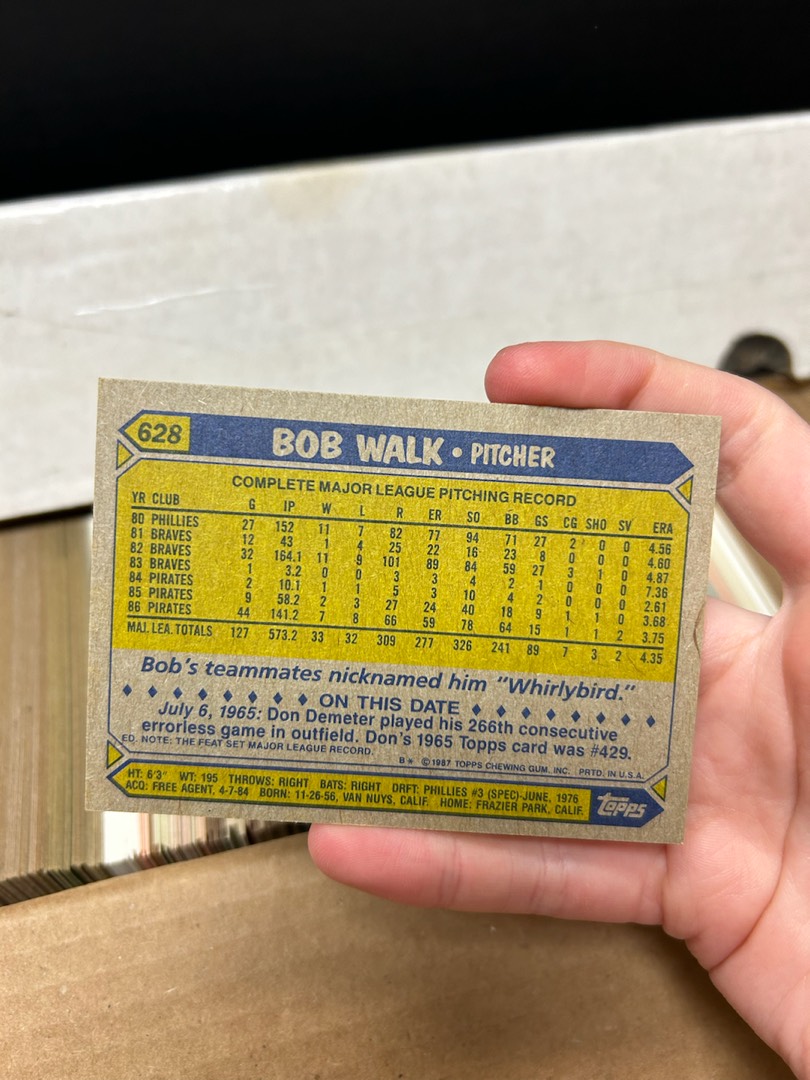 628
BOB WALK • PITCHER
COMPLETE MAJOR LEAGUE PITCHING RECORD
YR CLUB G IP W L R ER SO BB GS CG SHO SV ERA
80 PHILLIES 27 152 11 7 82 77 94 71 27 2 0 0 4.56
81 BRAVES 12 43 1 4 25 22 16 23 8 0 0 0 4.60
82 BRAVES 32 164.1 11 9 101 89 84 59 27 3 1 0 4.87
83 BRAVES 1 3.2 0 0 3 3 4 2 1 0 0 0 7.36
84 PIRATES 2 10.1 1 1 5 3 10 4 2 0 0 0 2.61
85 PIRATES 9 58.2 2 3 27 24 40 18 9 1 1 0 3.68
86 PIRATES 44 141.2 7 8 66 59 78 64 15 1 1 2 3.75
MAJ. LEA. TOTALS 127 573.2 33 32 309 277 326 241 89 7 3 2 4.35
Bob's teammates nicknamed him "Whirlybird."
ON THIS DATE
July 6, 1965: Don Demeter played his 266th consecutive
errorless game in outfield. Don's 1965 Topps card was #429.
ED. NOTE: THE FEAT SET MAJOR LEAGUE RECORD.
B* ©1987 TOPPS CHEWING GUM, INC. PRTD. IN U.S.A.
HT: 6'3" WT: 195 THROWS: RIGHT BATS: RIGHT DRFT: PHILLIES #3 (SPEC)-JUNE, 1976
ACQ: FREE AGENT, 4-7-84 BORN: 11-26-56, VAN NUYS, CALIF. HOME: FRAZIER PARK, CALIF.
topps